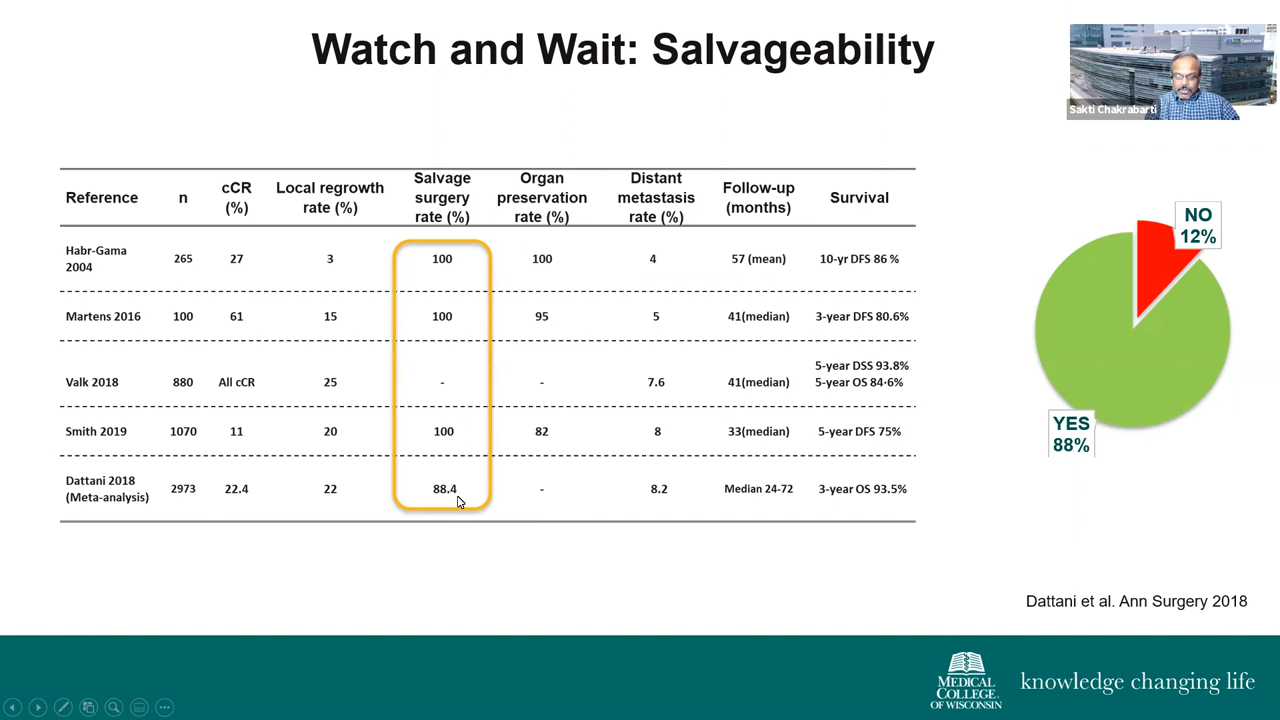 Watch and Wait: Salvageability
Sakti Chakrabarti
Reference n cCR (%) Local regrowth rate (%) Salvage surgery rate (%) Organ preservation rate (%) Distant metastasis rate (%) Follow-up (months) Survival
Habr-Gama 2004 265 27 3 100 100 4 57 (mean) 10-yr DFS 86 %
Martens 2016 100 61 15 100 95 5 41(median) 3-year DFS 80.6%
Valk 2018 880 All cCR 25 - - 7.6 41(median) 5-year DSS 93.8% 5-year OS 84·6%
Smith 2019 1070 11 20 100 82 8 33(median) 5-year DFS 75%
Dattani 2018 (Meta-analysis) 2973 22.4 22 88.4 - 8.2 Median 24-72 3-year OS 93.5%
NO
12%
YES
88%
Dattani et al. Ann Surgery 2018
MEDICAL
COLLEGE
OF WISCONSIN
knowledge changing life